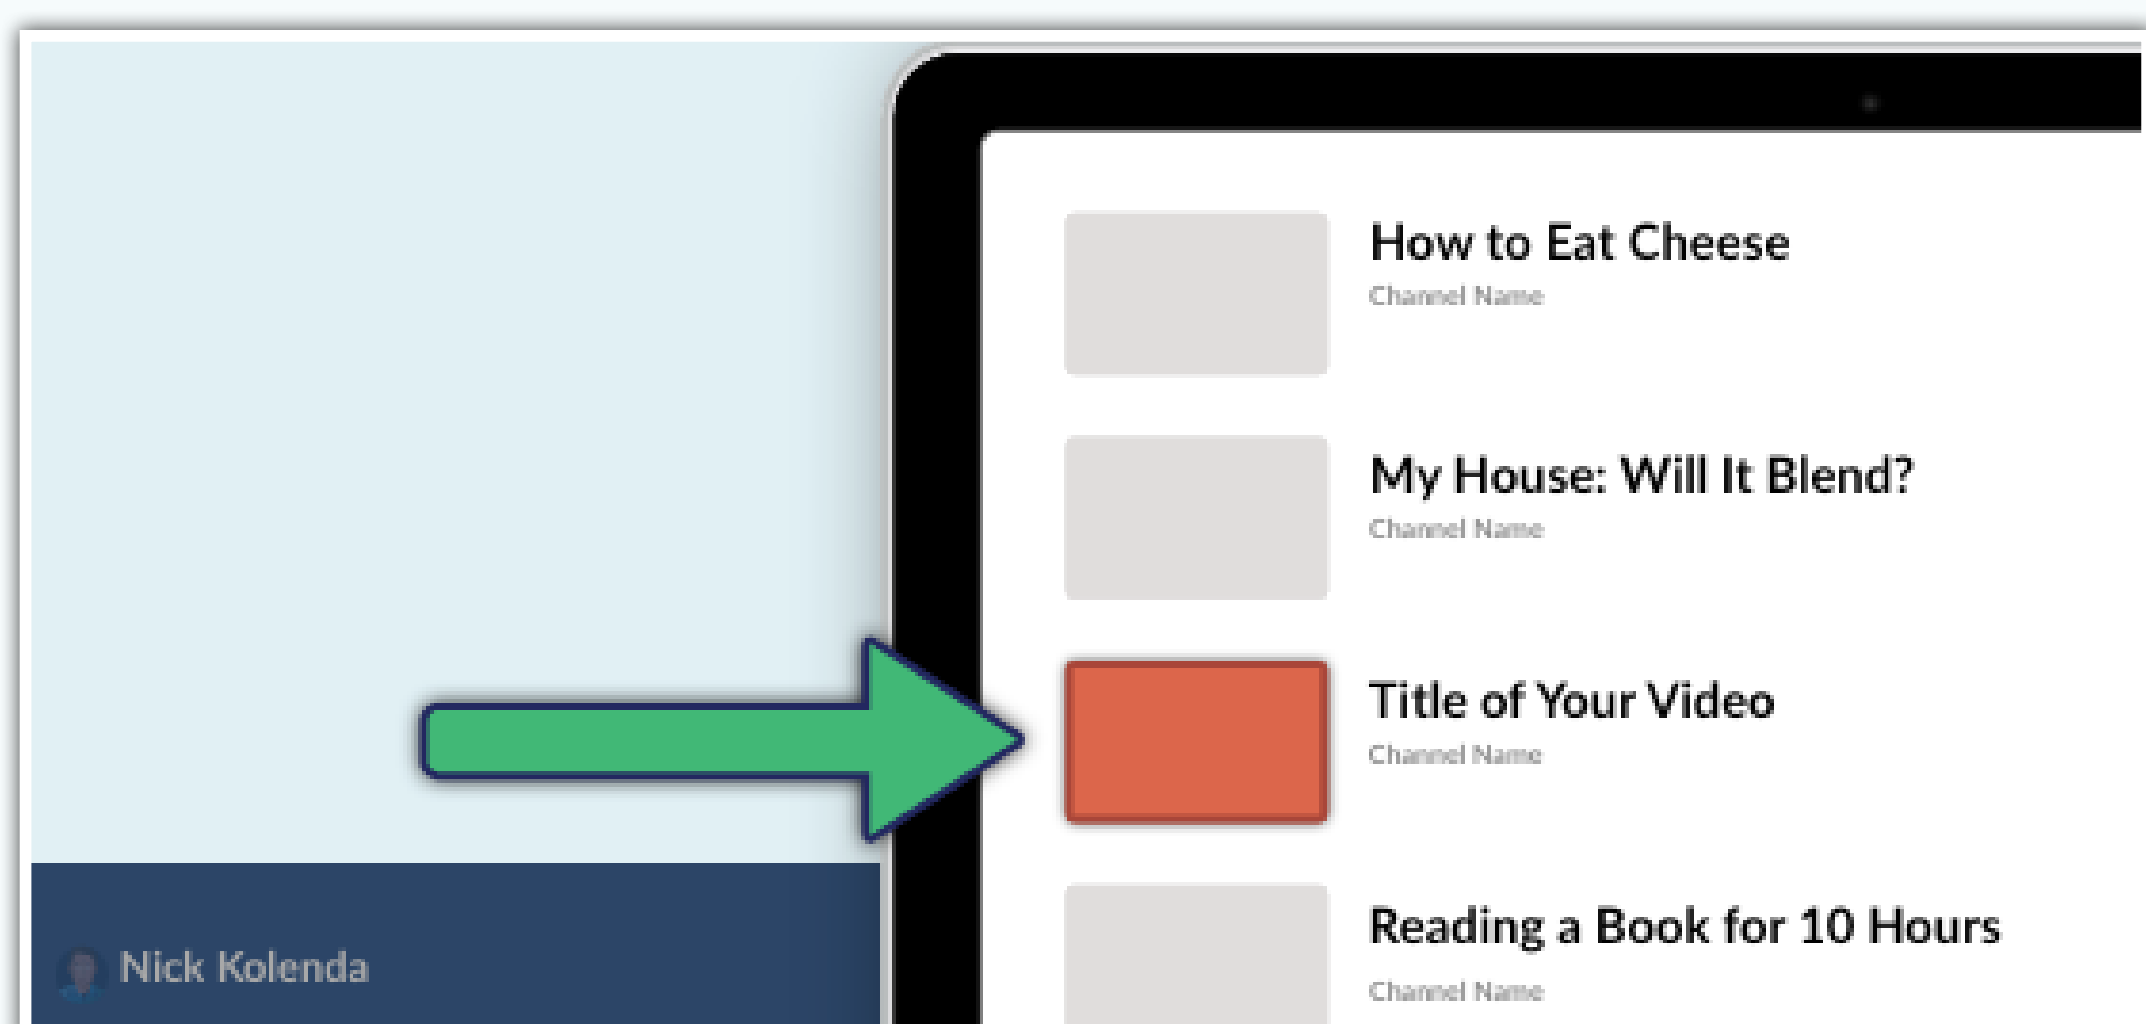 How to Eat Cheese
Channel Name
My House: Will It Blend?
Channel Name
Title of Your Video
Channel Name
Reading a Book for 10 Hours
Channel Name
Nick Kolenda